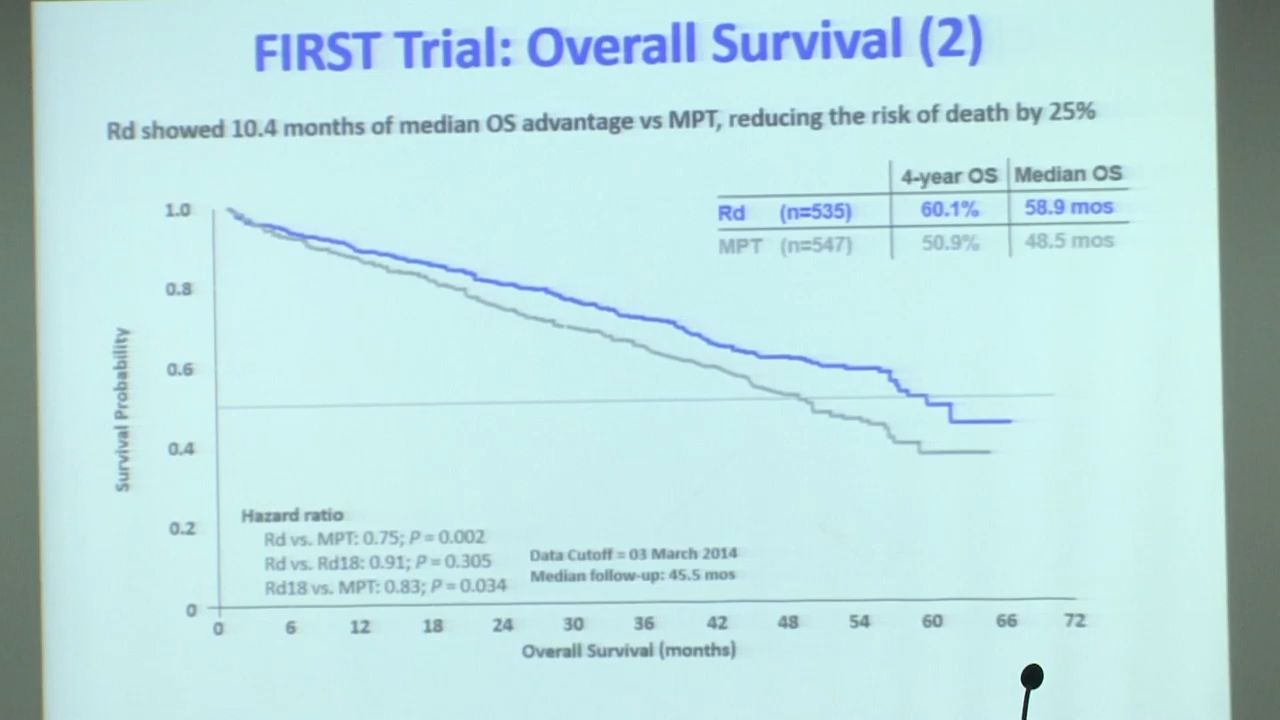 FIRST Trial: Overall Survival (2)
Rd showed 10.4 months of median OS advantage vs MPT, reducing the risk of death by 25%
4-year OS Median OS
Rd (n=535) 60.1% 58.9 mos
MPT (n=547) 50.9% 48.5 mos
1.0
0.8
0.6
0.4
0.2
0
Survival Probability
Hazard ratio
Rd vs. MPT: 0.75; P = 0.002
Rd vs. Rd18: 0.91; P = 0.305
Rd18 vs. MPT: 0.83; P = 0.034
Data Cutoff = 03 March 2014
Median follow-up: 45.5 mos
0 6 12 18 24 30 36 42 48 54 60 66 72
Overall Survival (months)